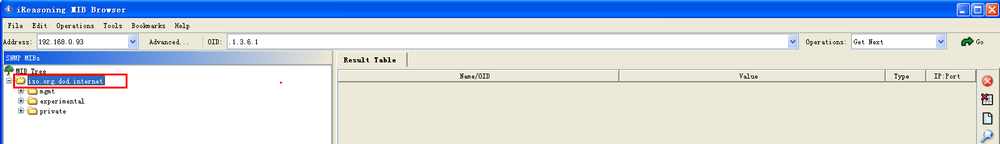 iReasoning MIB Browser
File Edit Operations Tools Bookmarks Help
Address: 192.168.0.93 Advanced... OID: .1.3.6.1 Operations: Get Next Go
SNMP MIBs
Result Table
MIB Tree
Name/OID Value Type IP:Port
iso.org.dod.internet
mgmt
experimental
private